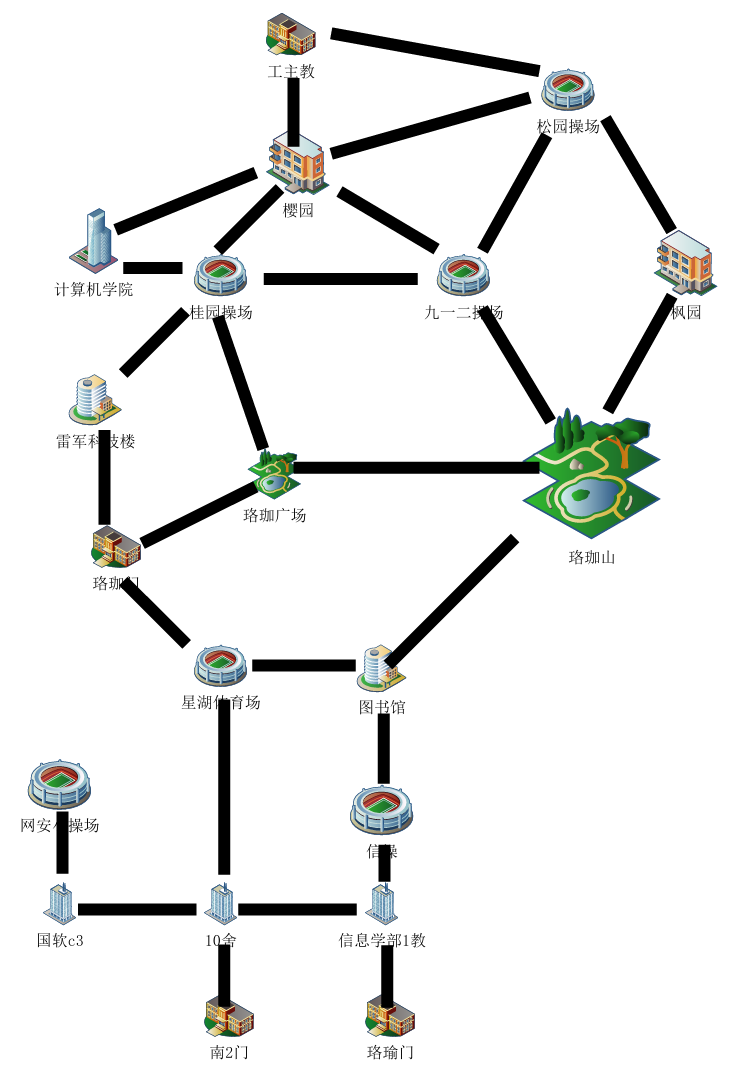 工主教
松园操场
樱园
计算机学院
桂园操场
九一二操场
枫园
雷军科技楼
珞珈广场
珞珈山
珞珈门
星湖体育场
图书馆
网安小操场
信操
国软c3
10舍
信息学部1教
南2门
珞瑜门